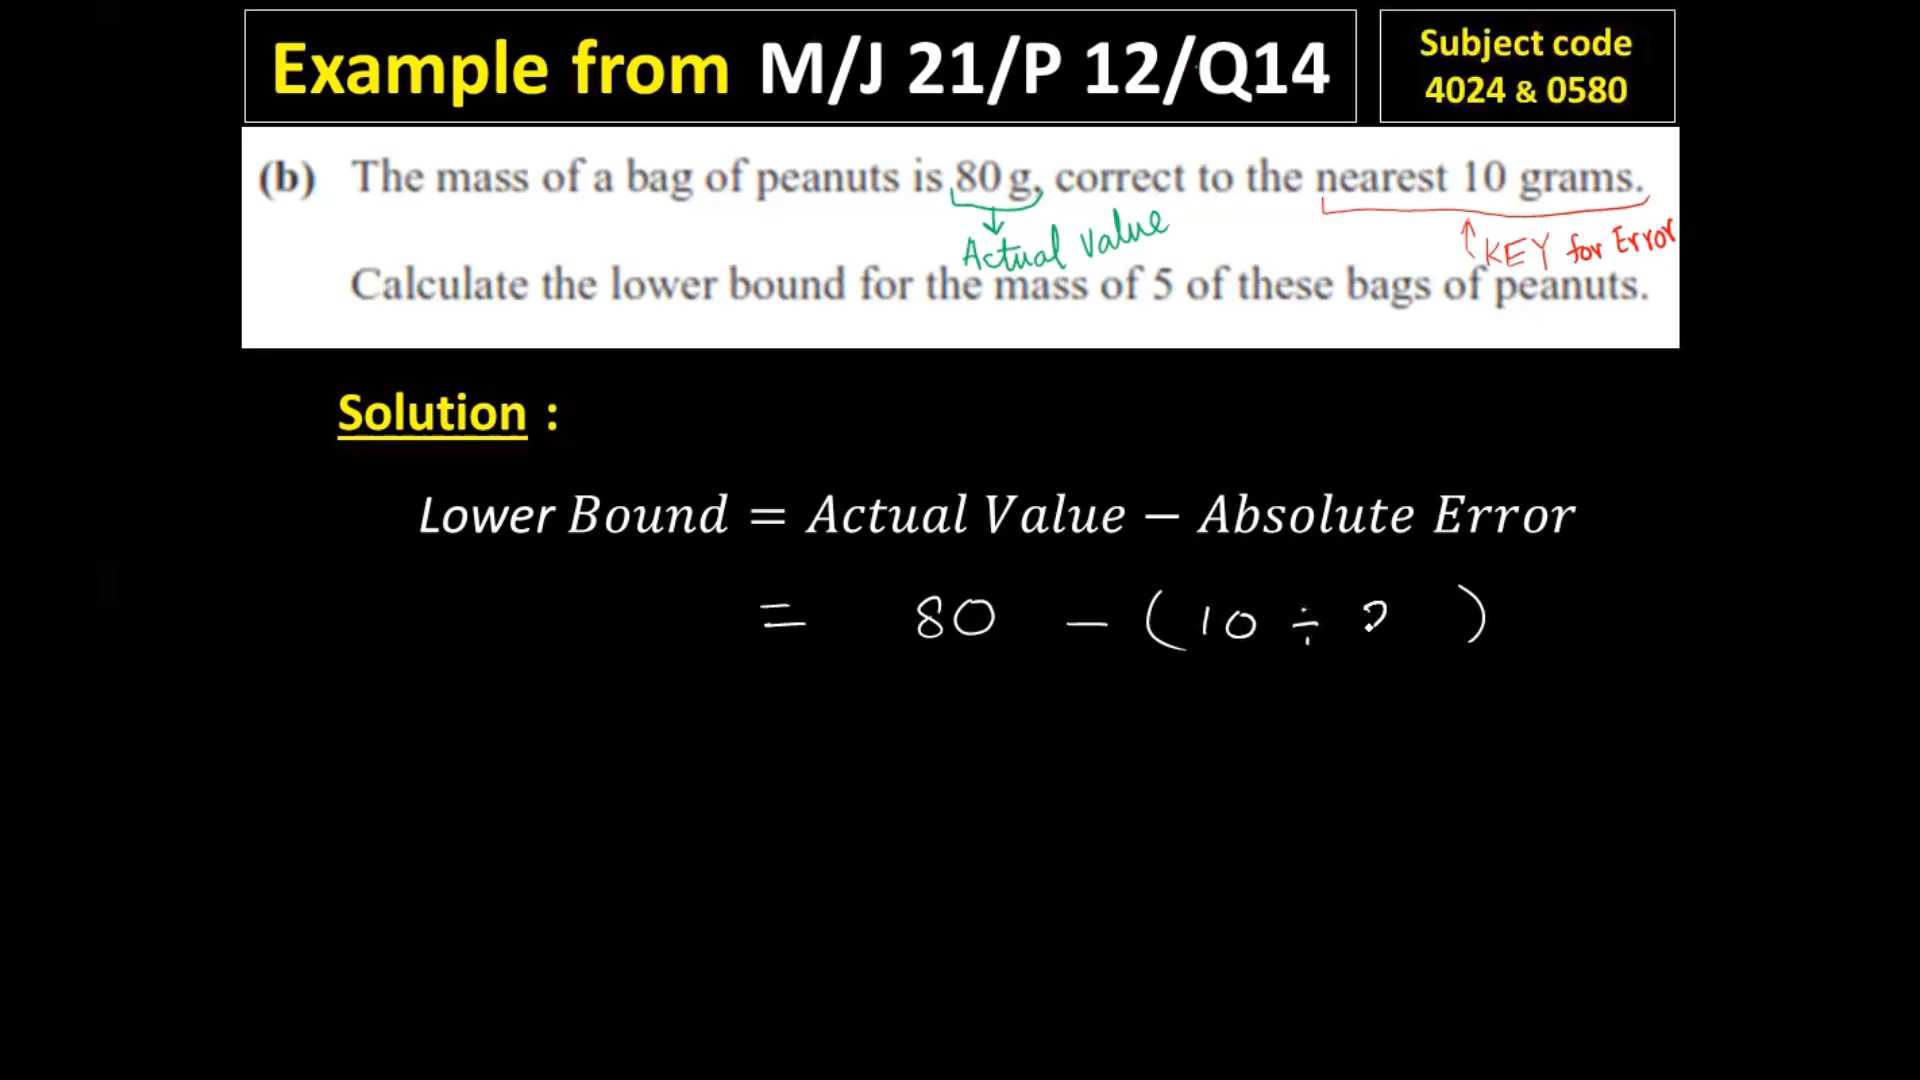 Example from M/J 21/P 12/Q14
Subject code
4024 & 0580
(b) The mass of a bag of peanuts is 80 g, correct to the nearest 10 grams.
Actual value
KEY for Error
Calculate the lower bound for the mass of 5 of these bags of peanuts.
Solution :
Lower Bound = Actual Value − Absolute Error
= 80 − (10 ÷ )